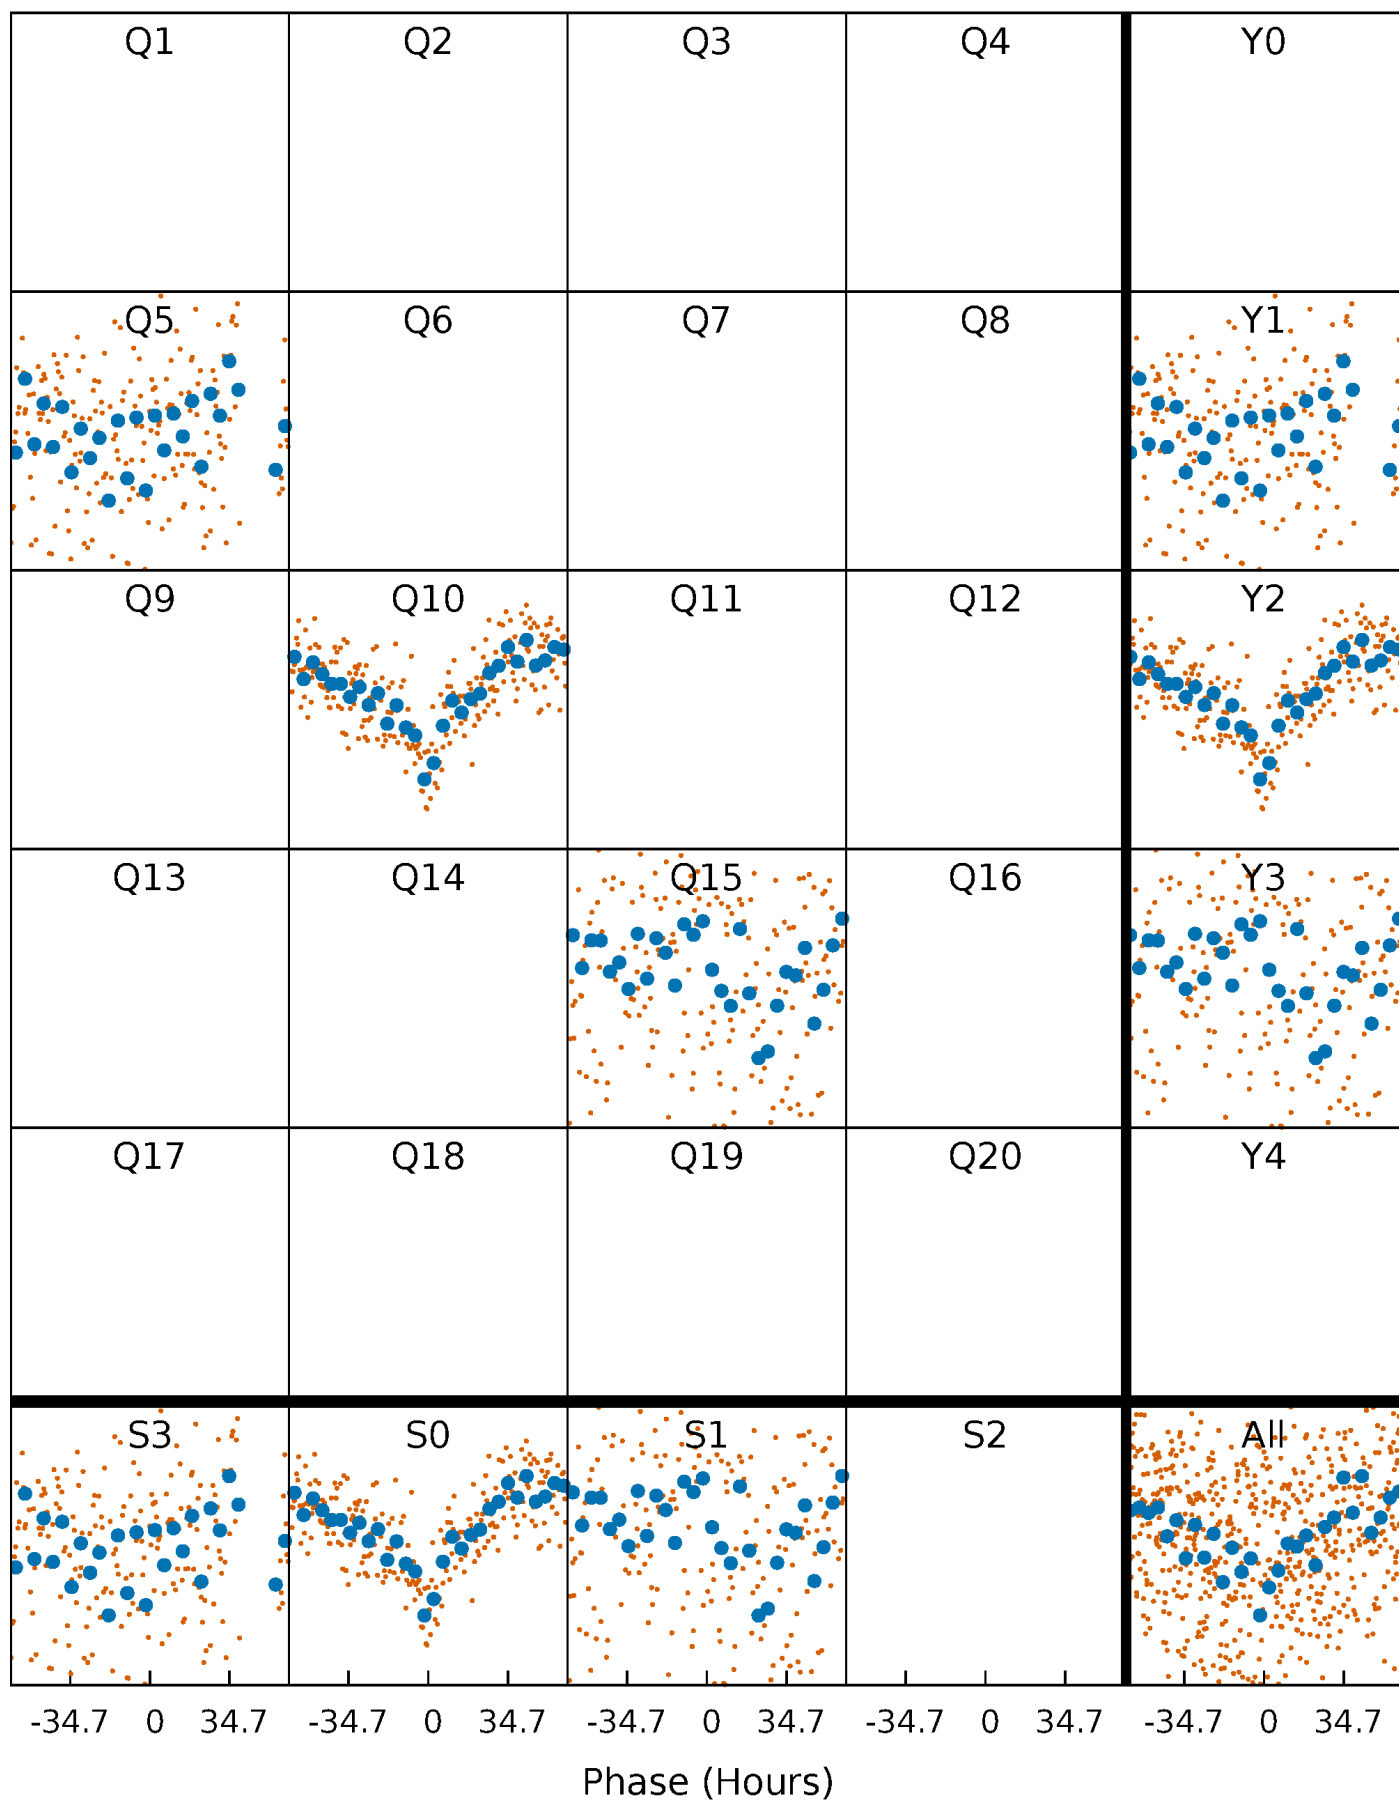 Q1 Q2 Q3 Q4 Y0
Q5 Q6 Q7 Q8 Y1
Q9 Q10 Q11 Q12 Y2
Q13 Q14 Q15 Q16 Y3
Q17 Q18 Q19 Q20 Y4
S3 S0 S1 S2 All
-34.7 0 34.7 -34.7 0 34.7 -34.7 0 34.7 -34.7 0 34.7 -34.7 0 34.7
Phase (Hours)